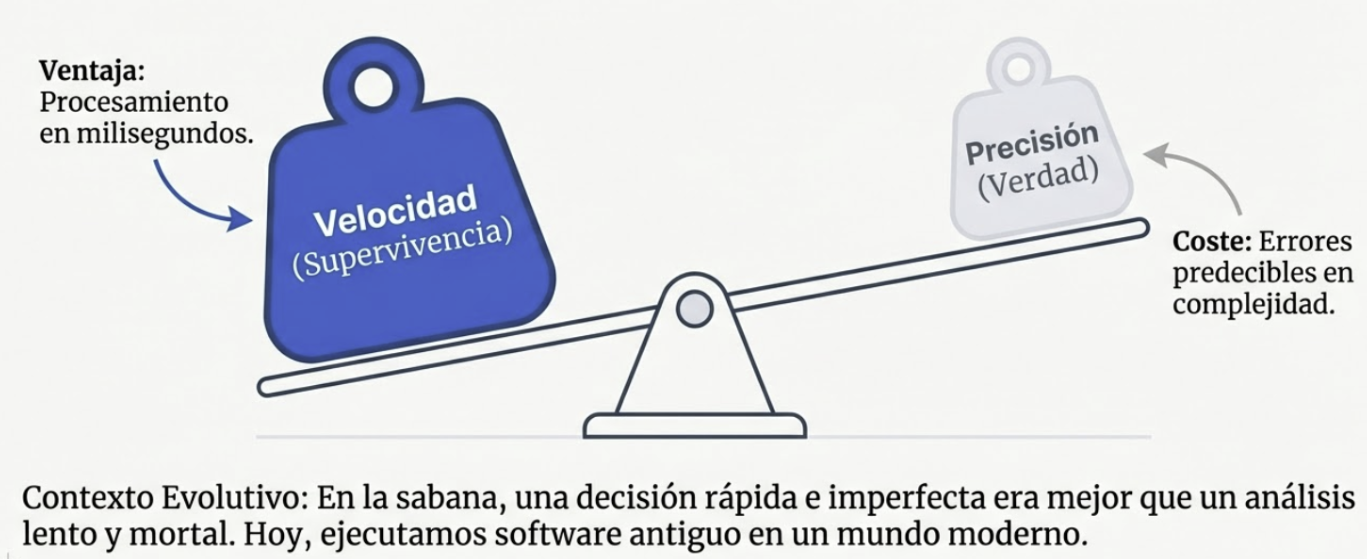 Ventaja:
Procesamiento
en milisegundos.
Velocidad
(Supervivencia)
Precisión
(Verdad)
Coste: Errores
predecibles en
complejidad.
Contexto Evolutivo: En la sabana, una decisión rápida e imperfecta era mejor que un análisis
lento y mortal. Hoy, ejecutamos software antiguo en un mundo moderno.